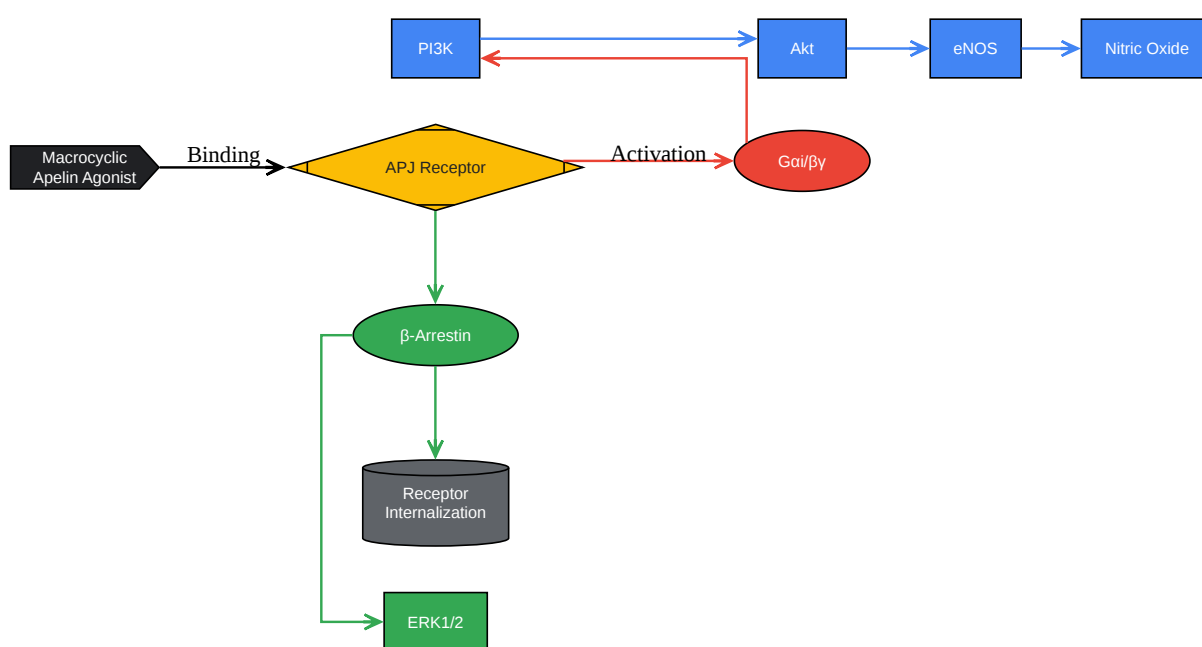 PI3K
Akt
eNOS
Nitric Oxide
Macrocyclic
Apelin Agonist
Binding
APJ Receptor
Activation
Gαi/βγ
β-Arrestin
Receptor
Internalization
ERK1/2